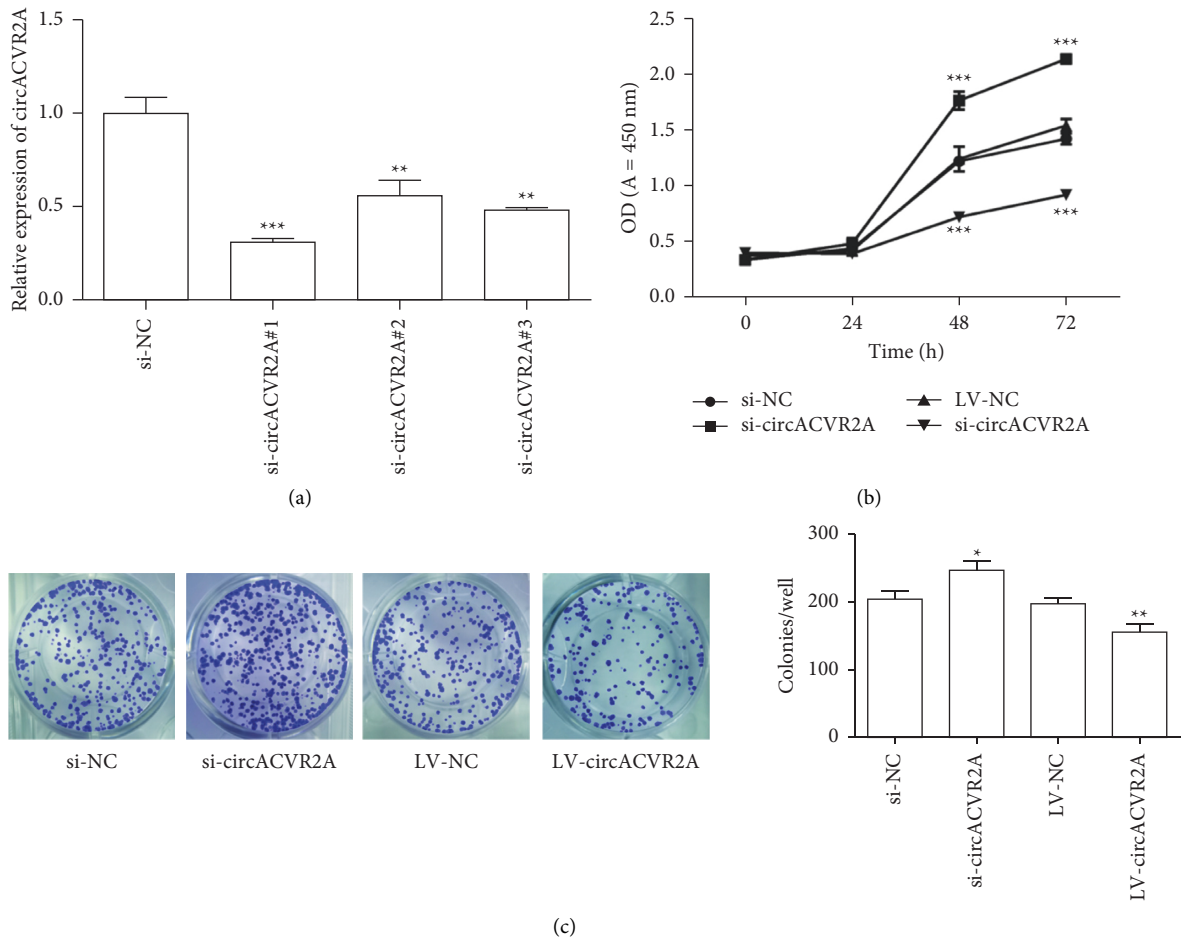 Relative expression of circACVR2A
1.5
1.0
0.5
0.0
***
**
**
si-NC
si-circACVR2A#1
si-circACVR2A#2
si-circACVR2A#3
(a)
OD (A = 450 nm)
2.5
2.0
1.5
1.0
0.5
0.0
***
***
***
***
0
24
48
72
Time (h)
si-NC
LV-NC
si-circACVR2A
si-circACVR2A
(b)
si-NC
si-circACVR2A
LV-NC
LV-circACVR2A
Colonies/well
300
200
100
0
*
**
si-NC
si-circACVR2A
LV-NC
LV-circACVR2A
(c)